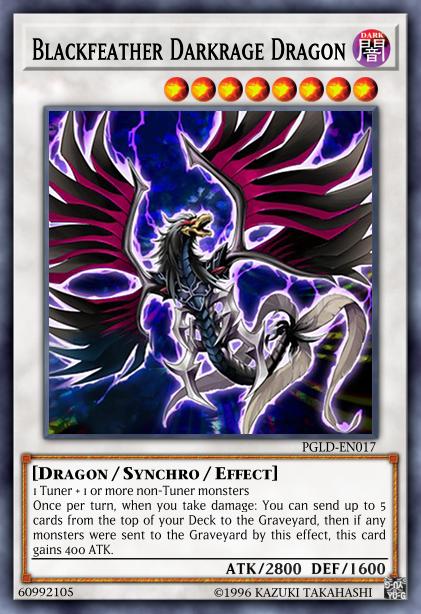 BLACKFEATHER DARKRAGE DRAGON
DARK
闇
PGLD-EN017
[DRAGON / SYNCHRO / EFFECT]
1 Tuner + 1 or more non-Tuner monsters
Once per turn, when you take damage: You can send up to 5
cards from the top of your Deck to the Graveyard, then if any
monsters were sent to the Graveyard by this effect, this card
gains 400 ATK.
ATK/2800 DEF/1600
60992105
©1996 KAZUKI TAKAHASHI